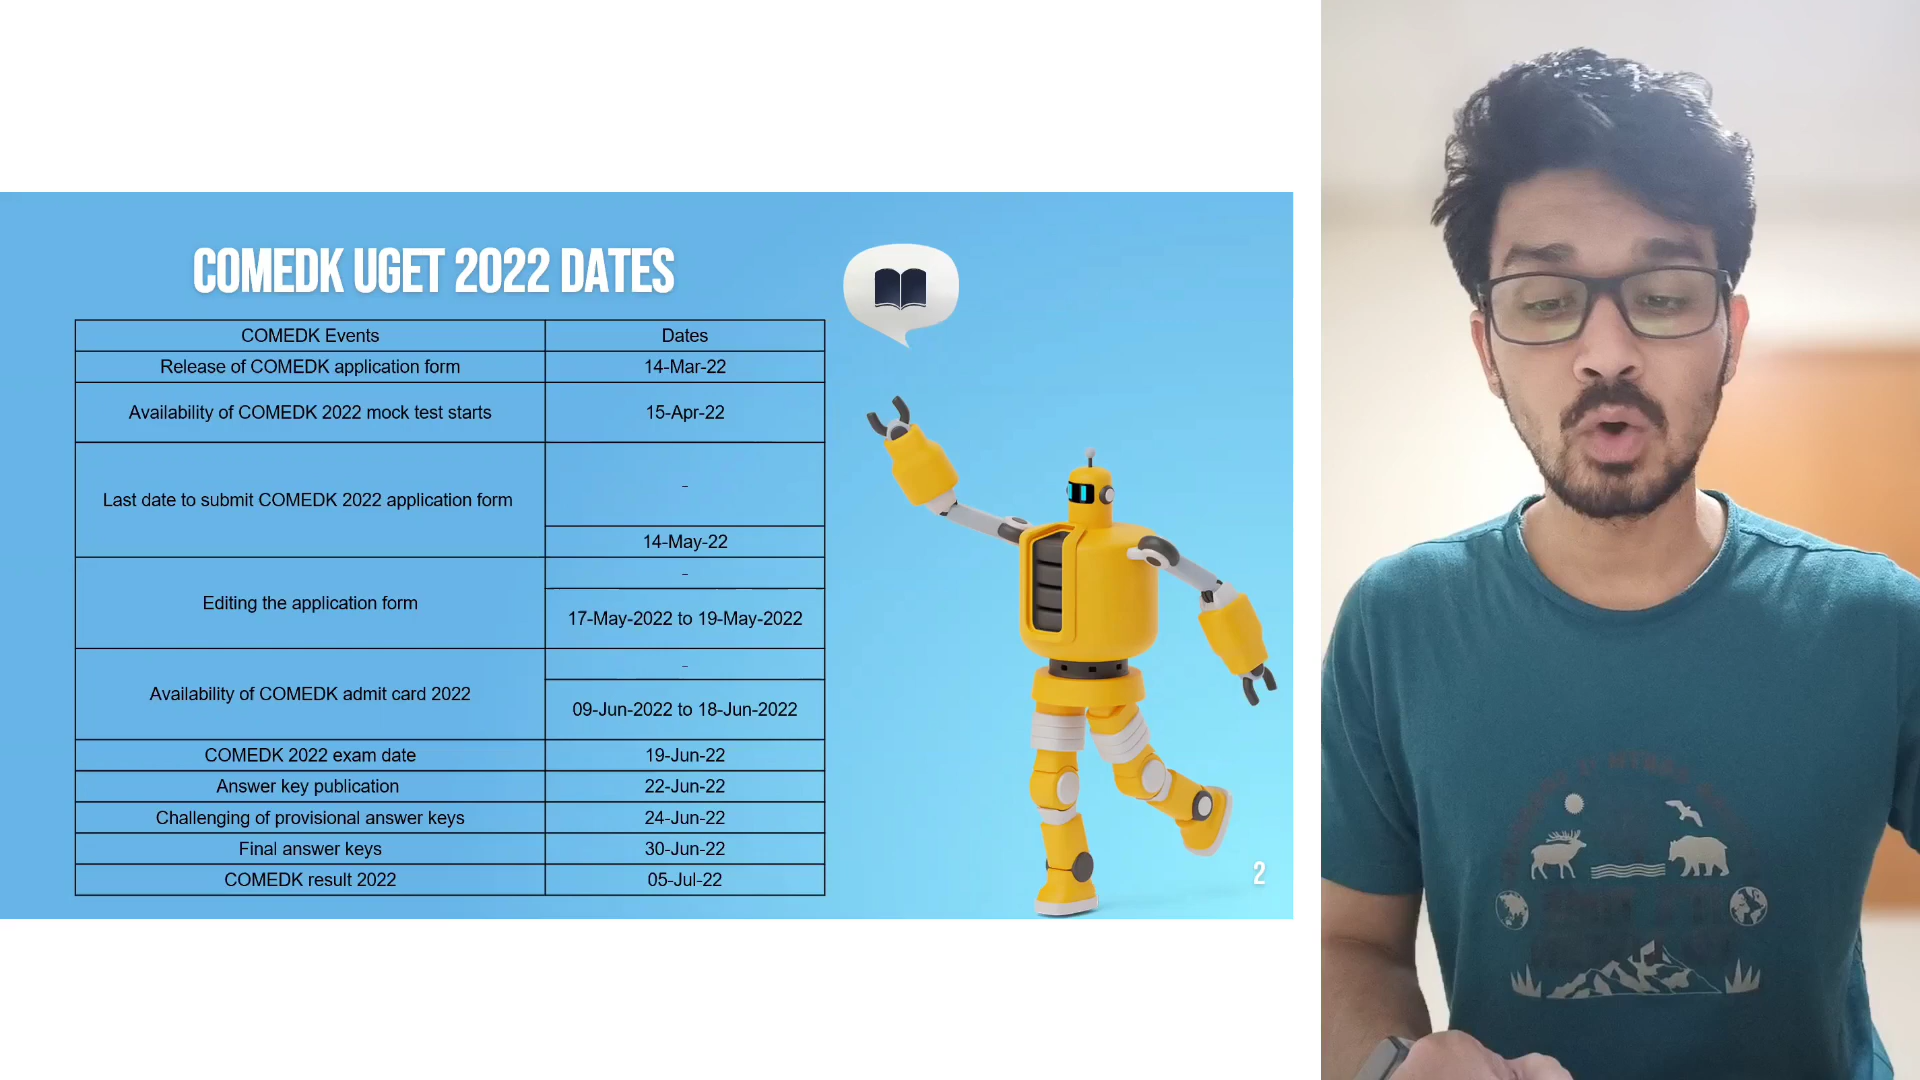 COMEDK UGET 2022 DATES
COMEDK Events
Dates
Release of COMEDK application form
14-Mar-22
Availability of COMEDK 2022 mock test starts
15-Apr-22
Last date to submit COMEDK 2022 application form
-
14-May-22
Editing the application form
-
17-May-2022 to 19-May-2022
Availability of COMEDK admit card 2022
-
09-Jun-2022 to 18-Jun-2022
COMEDK 2022 exam date
19-Jun-22
Answer key publication
22-Jun-22
Challenging of provisional answer keys
24-Jun-22
Final answer keys
30-Jun-22
COMEDK result 2022
05-Jul-22
2